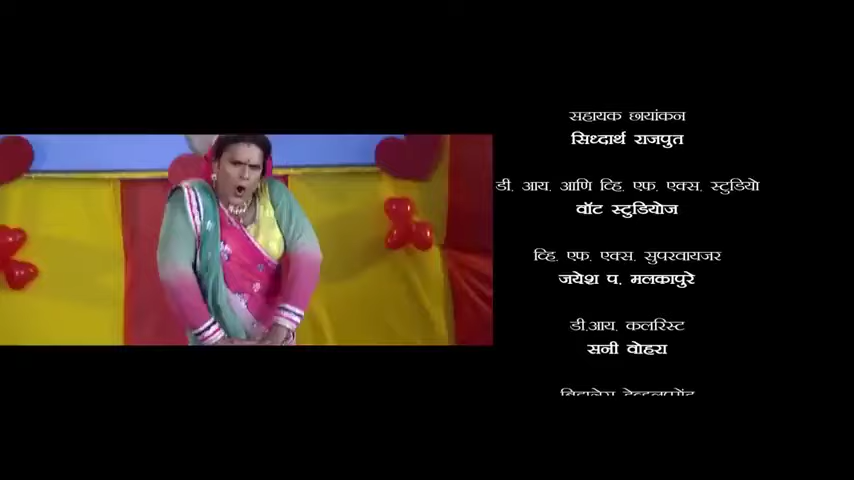 सहायक छायांकन
सिध्दार्थ राजपुत
डी. आय. आणि व्हि. एफ. एक्स. स्टुडियो
वॉट स्टुडियोज
व्हि. एफ. एक्स. सुपरवायजर
जयेश प. मलकापुरे
डी.आय. कलरिस्ट
सनी वोहरा